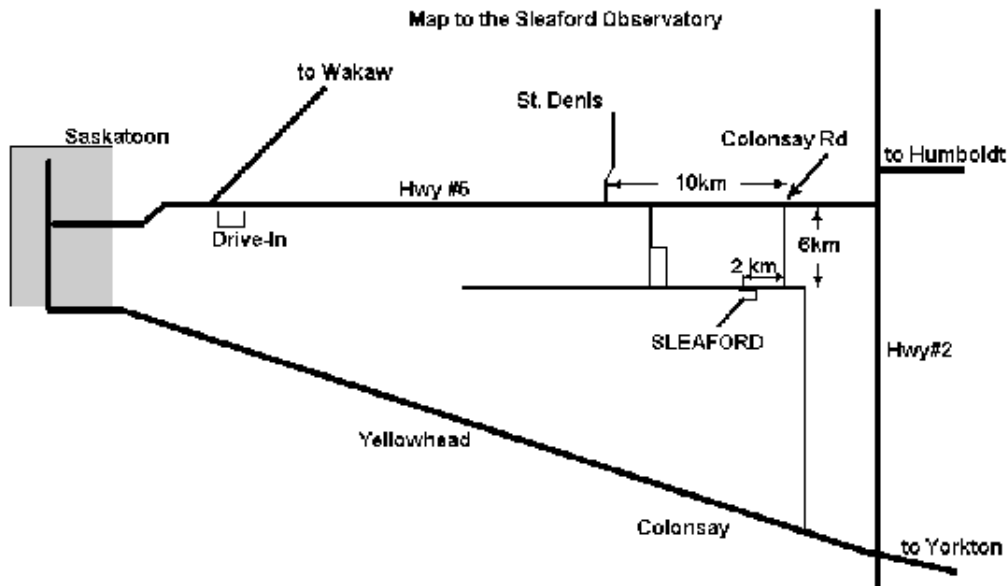 Map to the Sleaford Observatory
to Wakaw
St. Denis
Saskatoon
Colonsay Rd
to Humboldt
10km
Hwy #5
Drive-In
6km
2 km
SLEAFORD
Hwy#2
Yellowhead
Colonsay
to Yorkton